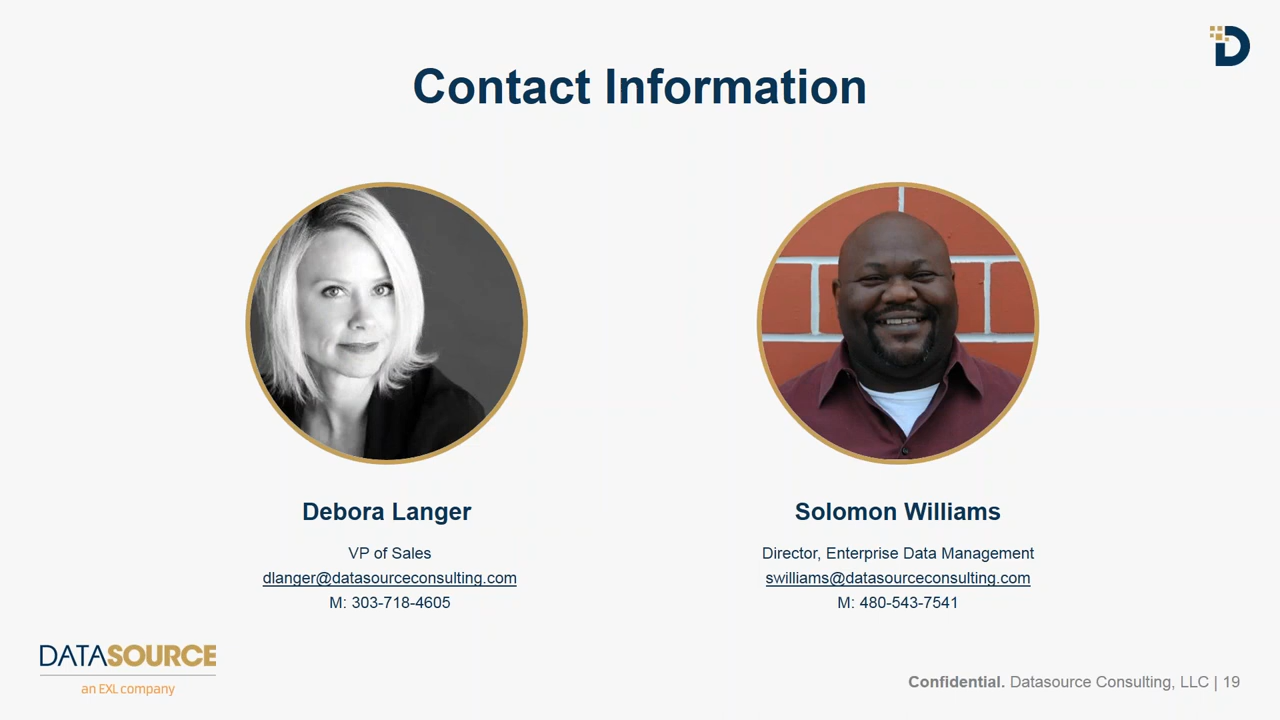 Contact Information
Debora Langer
VP of Sales
dlanger@datasourceconsulting.com
M: 303-718-4605
Solomon Williams
Director, Enterprise Data Management
swilliams@datasourceconsulting.com
M: 480-543-7541
DATASOURCE
an EXL company
Confidential. Datasource Consulting, LLC | 19